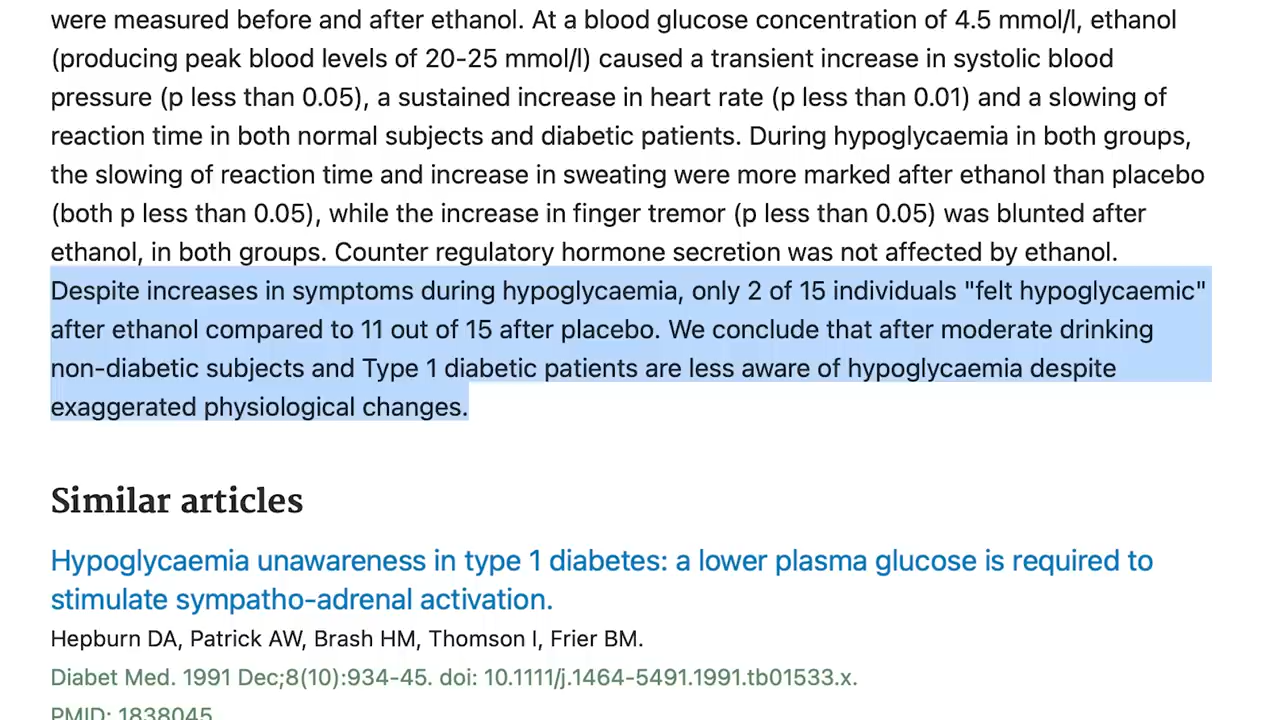 were measured before and after ethanol. At a blood glucose concentration of 4.5 mmol/l, ethanol
(producing peak blood levels of 20-25 mmol/l) caused a transient increase in systolic blood
pressure (p less than 0.05), a sustained increase in heart rate (p less than 0.01) and a slowing of
reaction time in both normal subjects and diabetic patients. During hypoglycaemia in both groups,
the slowing of reaction time and increase in sweating were more marked after ethanol than placebo
(both p less than 0.05), while the increase in finger tremor (p less than 0.05) was blunted after
ethanol, in both groups. Counter regulatory hormone secretion was not affected by ethanol.
Despite increases in symptoms during hypoglycaemia, only 2 of 15 individuals "felt hypoglycaemic"
after ethanol compared to 11 out of 15 after placebo. We conclude that after moderate drinking
non-diabetic subjects and Type 1 diabetic patients are less aware of hypoglycaemia despite
exaggerated physiological changes.
Similar articles
Hypoglycaemia unawareness in type 1 diabetes: a lower plasma glucose is required to
stimulate sympatho-adrenal activation.
Hepburn DA, Patrick AW, Brash HM, Thomson I, Frier BM.
Diabet Med. 1991 Dec;8(10):934-45. doi: 10.1111/j.1464-5491.1991.tb01533.x.
PMID: 1838045